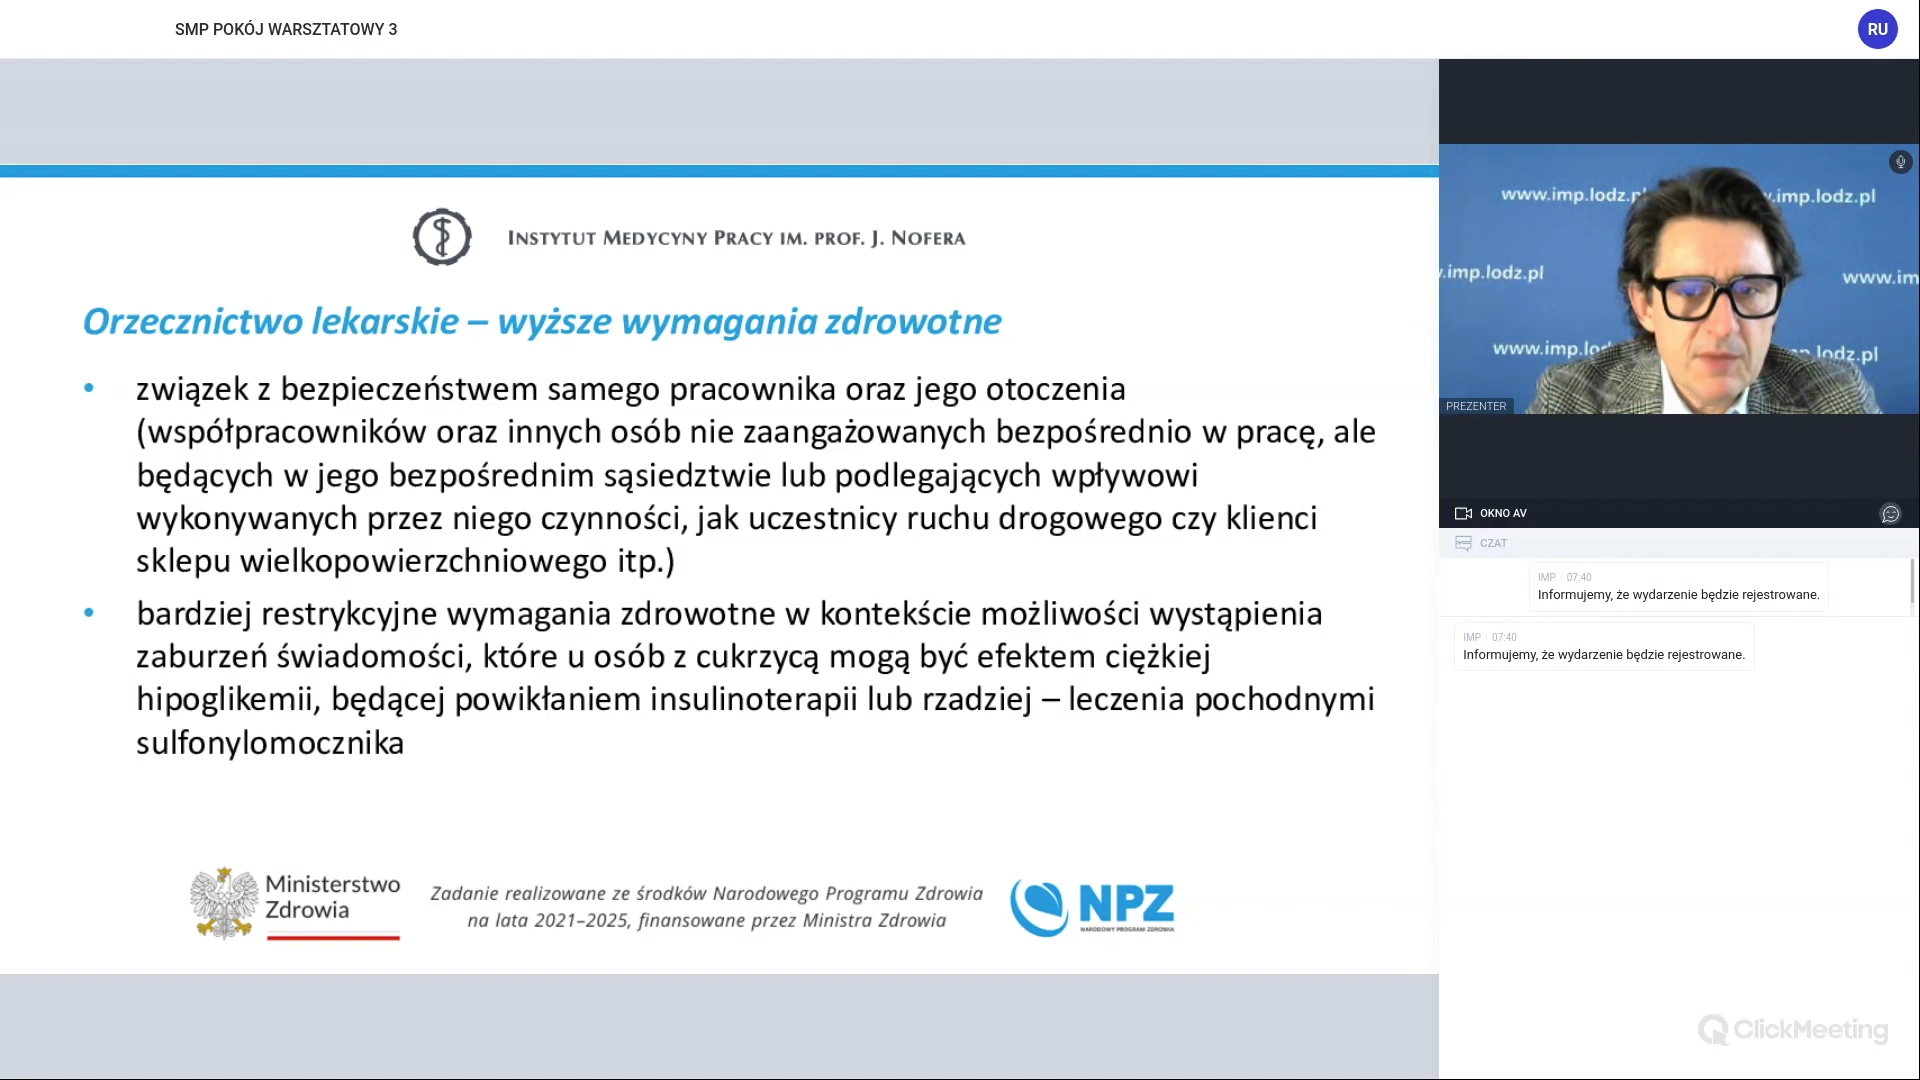 SMP POKÓJ WARSZTATOWY 3
RU
INSTYTUT MEDYCYNY PRACY IM. PROF. J. NOFERA
Orzecznictwo lekarskie – wyższe wymagania zdrowotne
• związek z bezpieczeństwem samego pracownika oraz jego otoczenia
(współpracowników oraz innych osób nie zaangażowanych bezpośrednio w pracę, ale
będących w jego bezpośrednim sąsiedztwie lub podlegających wpływowi
wykonywanych przez niego czynności, jak uczestnicy ruchu drogowego czy klienci
sklepu wielkopowierzchniowego itp.)
• bardziej restrykcyjne wymagania zdrowotne w kontekście możliwości wystąpienia
zaburzeń świadomości, które u osób z cukrzycą mogą być efektem ciężkiej
hipoglikemii, będącej powikłaniem insulinoterapii lub rzadziej – leczenia pochodnymi
sulfonylomocznika
Ministerstwo
Zdrowia
Zadanie realizowane ze środków Narodowego Programu Zdrowia
na lata 2021–2025, finansowane przez Ministra Zdrowia
NPZ
NARODOWY PROGRAM ZDROWIA
www.imp.lodz.pl
.imp.lodz.pl
.imp.lodz.pl
www.im
www.imp.lod
lodz.pl
PREZENTER
OKNO AV
CZAT
IMP 07:40
Informujemy, że wydarzenie będzie rejestrowane.
IMP 07:40
Informujemy, że wydarzenie będzie rejestrowane.
ClickMeeting